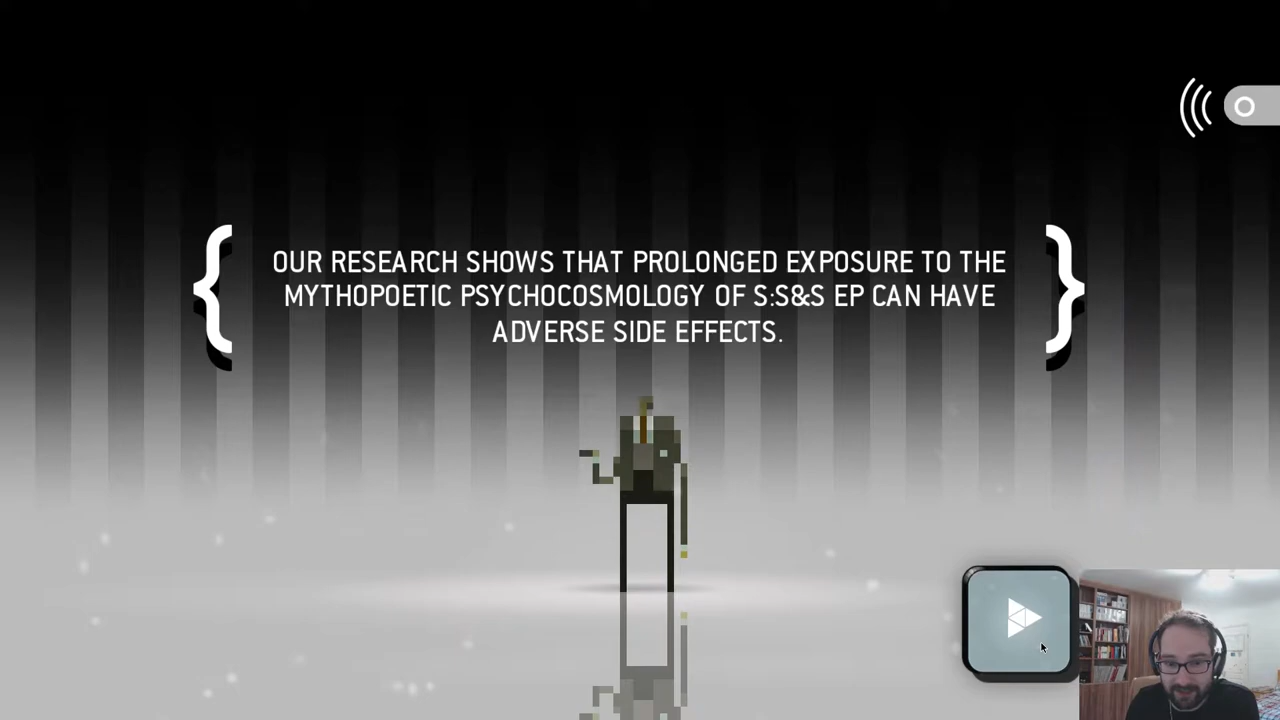 OUR RESEARCH SHOWS THAT PROLONGED EXPOSURE TO THE
MYTHOPOETIC PSYCHOCOSMOLOGY OF S:S&S EP CAN HAVE
ADVERSE SIDE EFFECTS.